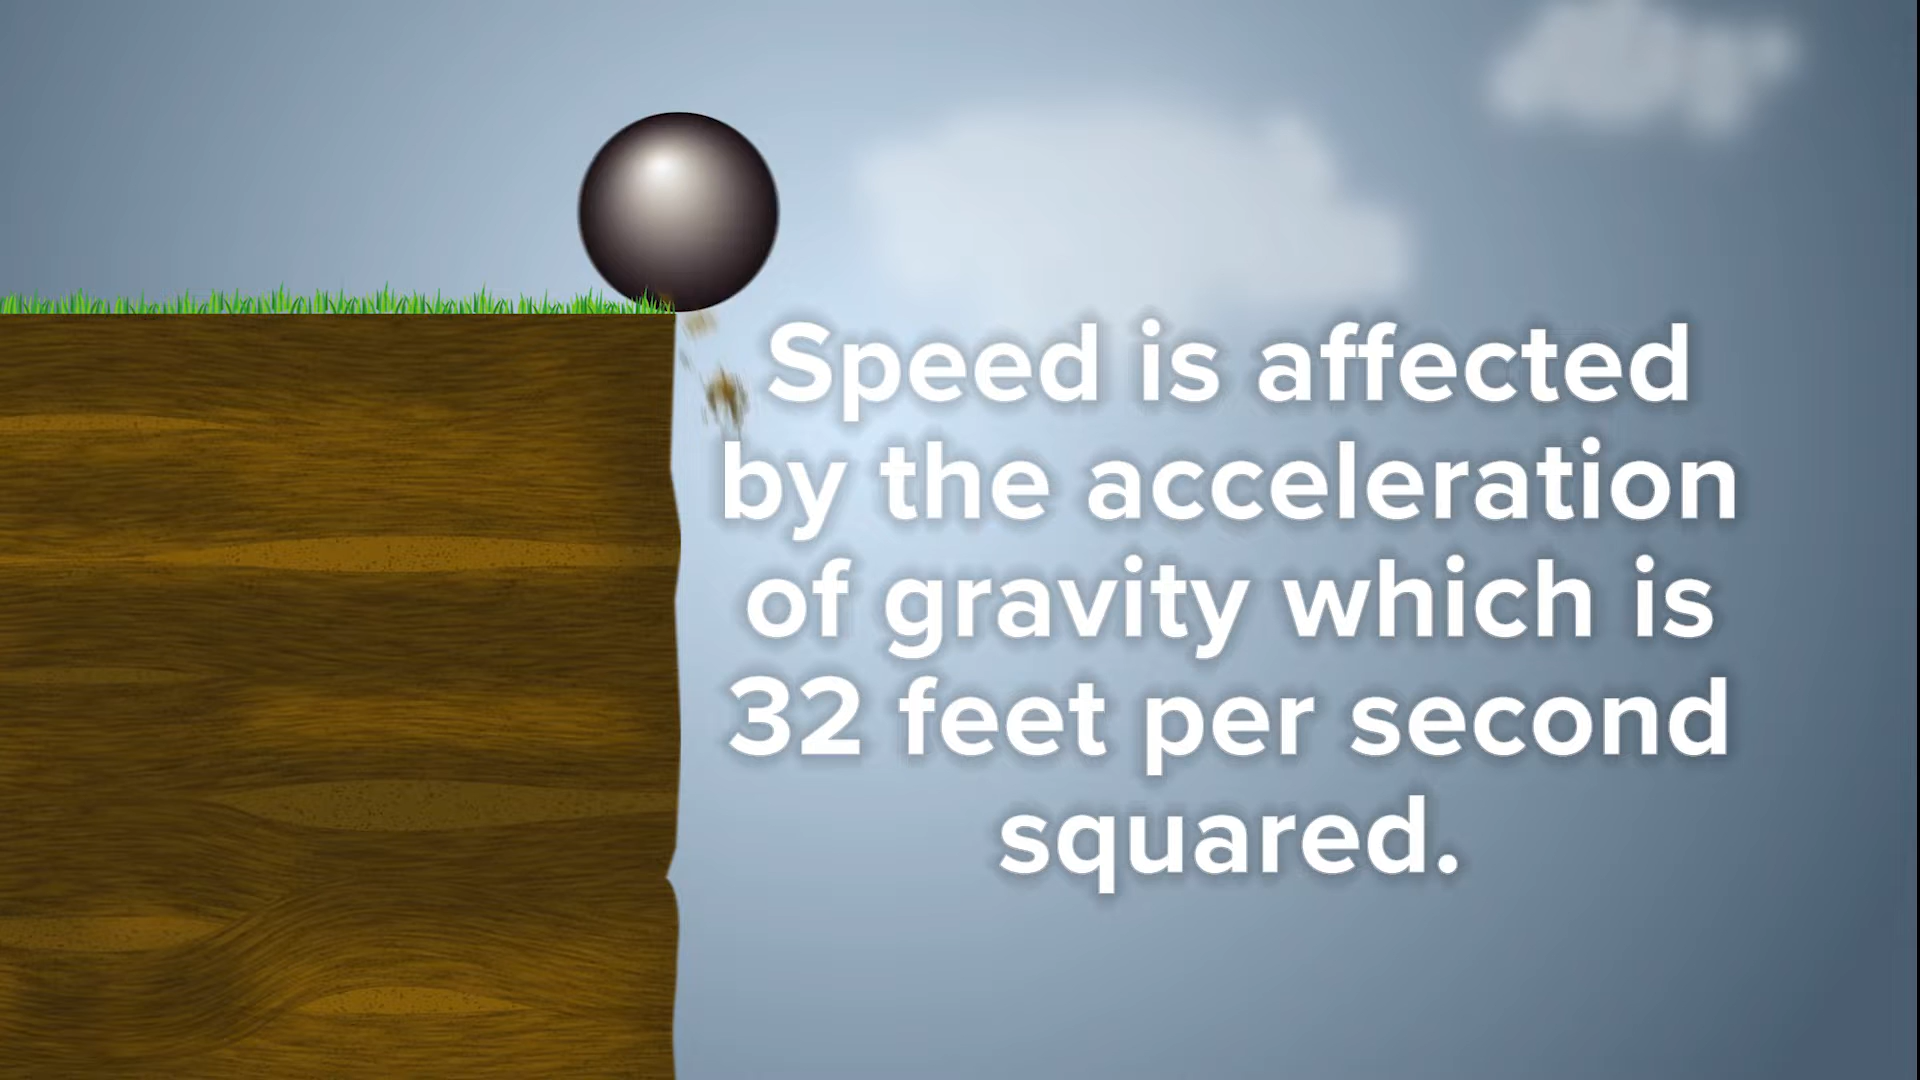 Speed is affected
by the acceleration
of gravity which is
32 feet per second
squared.